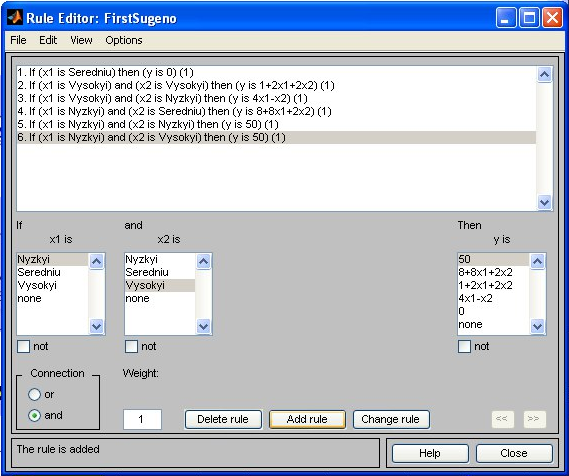 Rule Editor: FirstSugeno
File Edit View Options
1. If (x1 is Seredniu) then (y is 0) (1)
2. If (x1 is Vysokyi) and (x2 is Vysokyi) then (y is 1+2x1+2x2) (1)
3. If (x1 is Vysokyi) and (x2 is Nyzkyi) then (y is 4x1-x2) (1)
4. If (x1 is Nyzkyi) and (x2 is Seredniu) then (y is 8+8x1+2x2) (1)
5. If (x1 is Nyzkyi) and (x2 is Nyzkyi) then (y is 50) (1)
6. If (x1 is Nyzkyi) and (x2 is Vysokyi) then (y is 50) (1)
If and Then
x1 is x2 is y is
Nyzkyi Nyzkyi 50
Seredniu Seredniu 8+8x1+2x2
Vysokyi Vysokyi 1+2x1+2x2
none none 4x1-x2
0
none
not not not
Connection Weight:
or
and 1 Delete rule Add rule Change rule << >>
The rule is added Help Close